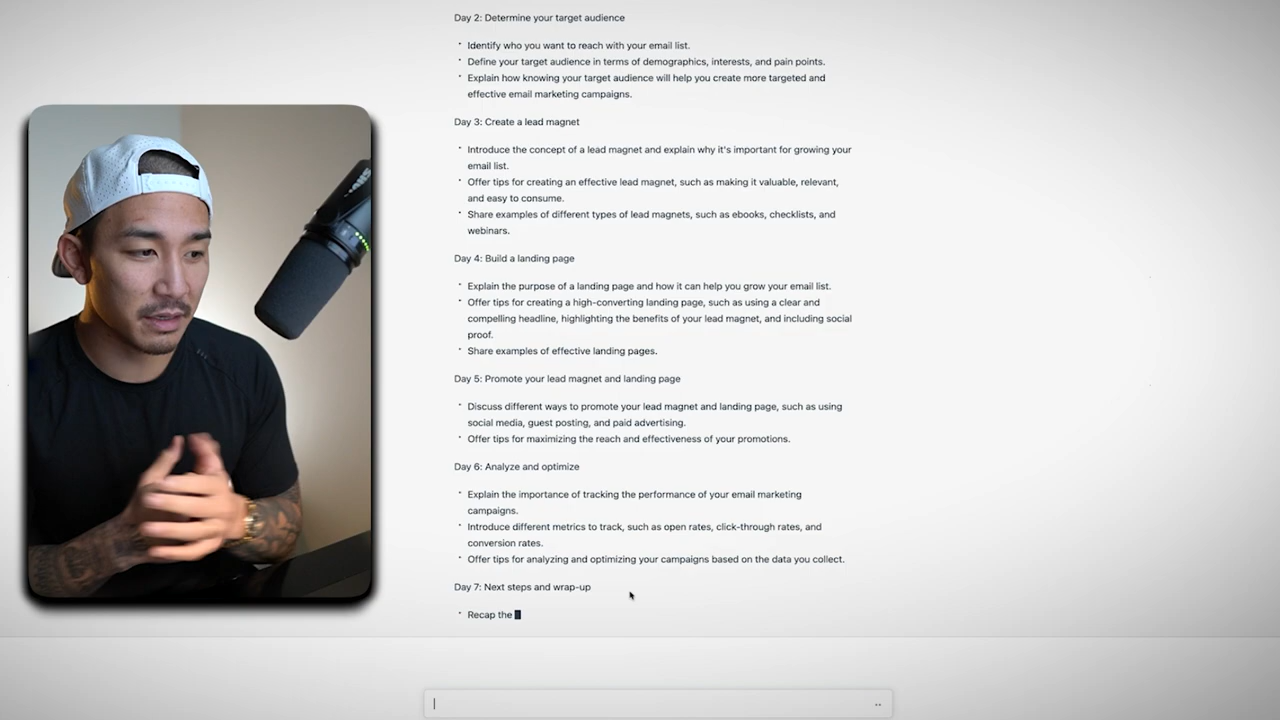 Day 2: Determine your target audience
Identify who you want to reach with your email list.
Define your target audience in terms of demographics, interests, and pain points.
Explain how knowing your target audience will help you create more targeted and
effective email marketing campaigns.
Day 3: Create a lead magnet
Introduce the concept of a lead magnet and explain why it's important for growing your
email list.
Offer tips for creating an effective lead magnet, such as making it valuable, relevant,
and easy to consume.
Share examples of different types of lead magnets, such as ebooks, checklists, and
webinars.
Day 4: Build a landing page
Explain the purpose of a landing page and how it can help you grow your email list.
Offer tips for creating a high-converting landing page, such as using a clear and
compelling headline, highlighting the benefits of your lead magnet, and including social
proof.
Share examples of effective landing pages.
Day 5: Promote your lead magnet and landing page
Discuss different ways to promote your lead magnet and landing page, such as using
social media, guest posting, and paid advertising.
Offer tips for maximizing the reach and effectiveness of your promotions.
Day 6: Analyze and optimize
Explain the importance of tracking the performance of your email marketing
campaigns.
Introduce different metrics to track, such as open rates, click-through rates, and
conversion rates.
Offer tips for analyzing and optimizing your campaigns based on the data you collect.
Day 7: Next steps and wrap-up
Recap the